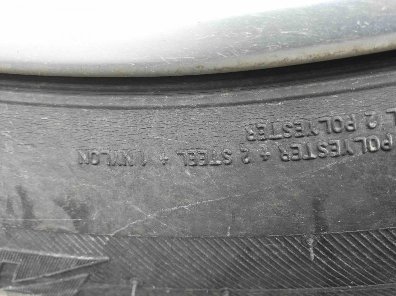 POLYESTER + 2 STEEL + 1 NYLON
L 2 POLYESTER